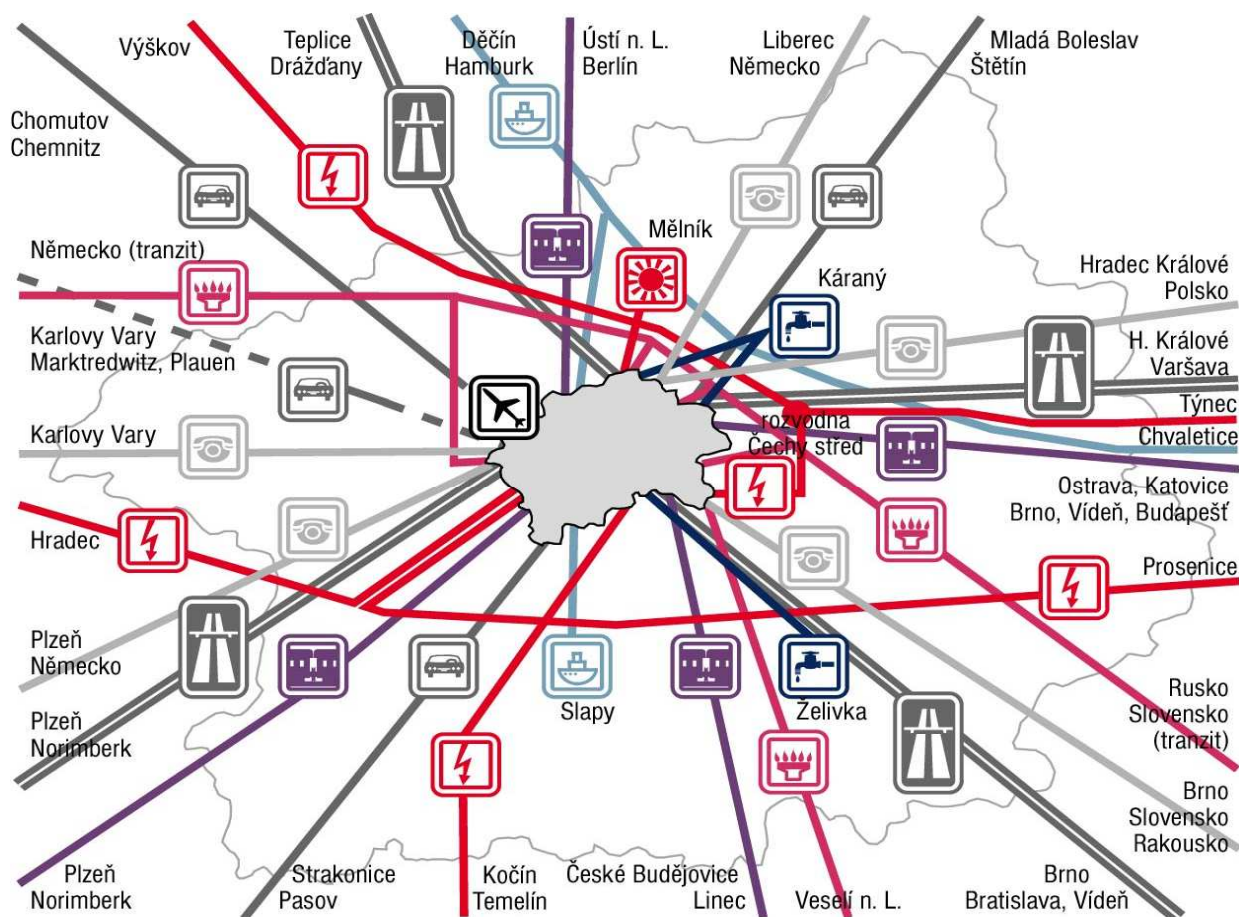 Výškov
Teplice
Drážďany
Děčín
Hamburk
Ústí n. L.
Berlín
Liberec
Německo
Mladá Boleslav
Štětín
Chomutov
Chemnitz
Německo (tranzit)
Mělník
Káraný
Hradec Králové
Polsko
Karlovy Vary
Marktredwitz, Plauen
H. Králové
Varšava
Týnec
Karlovy Vary
rozvodna
Čechy střed
Chvaletice
Ostrava, Katovice
Brno, Vídeň, Budapešť
Hradec
Prosenice
Plzeň
Německo
Slapy
Želivka
Rusko
Slovensko
(tranzit)
Plzeň
Norimberk
Brno
Slovensko
Rakousko
Plzeň
Norimberk
Strakonice
Pasov
Kočín
Temelín
České Budějovice
Linec
Veselí n. L.
Brno
Bratislava, Vídeň